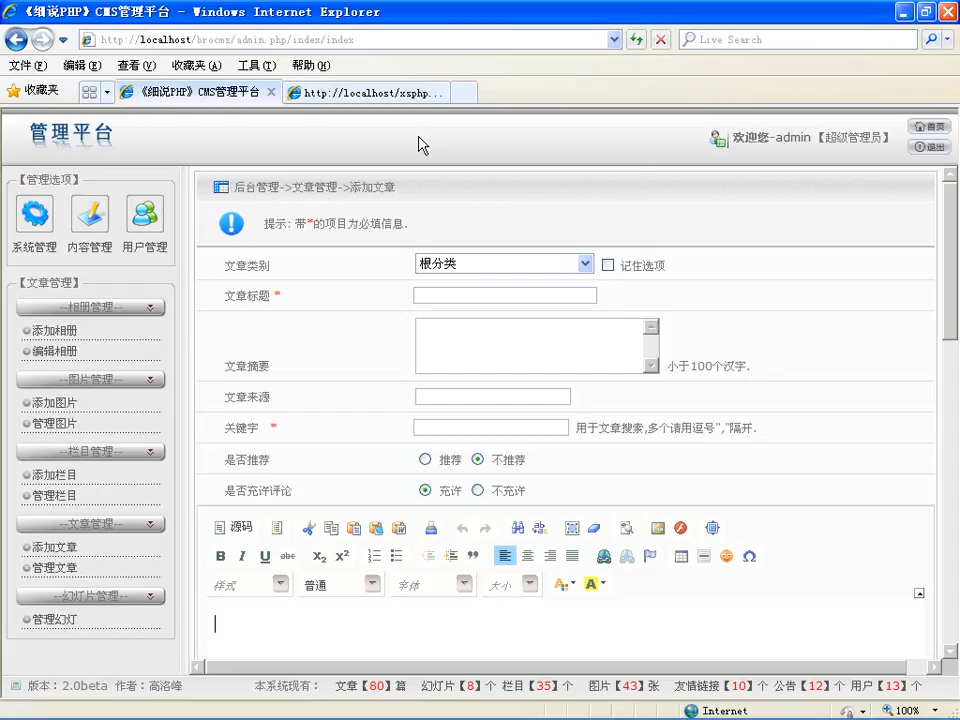 《细说PHP》CMS管理平台 - Windows Internet Explorer
http://localhost/brocms/admin.php/index/index
Live Search
文件(F) 编辑(E) 查看(V) 收藏夹(A) 工具(T) 帮助(H)
收藏夹 《细说PHP》CMS管理平台 http://localhost/xsphp...
管理平台
欢迎您-admin 【超级管理员】
首页
退出
【管理选项】
系统管理 内容管理 用户管理
【文章管理】
--相册管理--
添加相册
编辑相册
--图片管理--
添加图片
管理图片
--栏目管理--
添加栏目
管理栏目
--文章管理--
添加文章
管理文章
--幻灯片管理--
管理幻灯
后台管理->文章管理->添加文章
提示: 带*的项目为必填信息.
文章类别 根分类 记住选项
文章标题 *
文章摘要 小于100个汉字.
文章来源
关键字 * 用于文章搜索,多个请用逗号","隔开.
是否推荐 推荐 不推荐
是否充许评论 充许 不充许
源码
B I U abc X₂ X²
样式 普通 字体 大小 A A
版本: 2.0beta 作者: 高洛峰 本系统现有: 文章【80】篇 幻灯片【8】个 栏目【35】个 图片【43】张 友情链接【10】个 公告【12】个 用户【13】个
Internet 100%